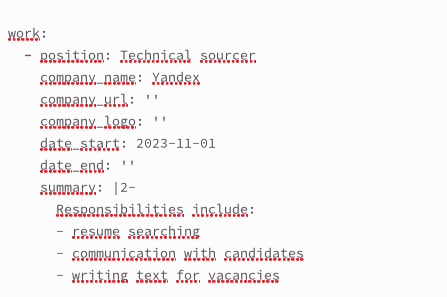 work:
  - position: Technical sourcer
    company_name: Yandex
    company_url: ''
    company_logo: ''
    date_start: 2023-11-01
    date_end: ''
    summary: |2-
      Responsibilities include:
      - resume searching
      - communication with candidates
      - writing text for vacancies